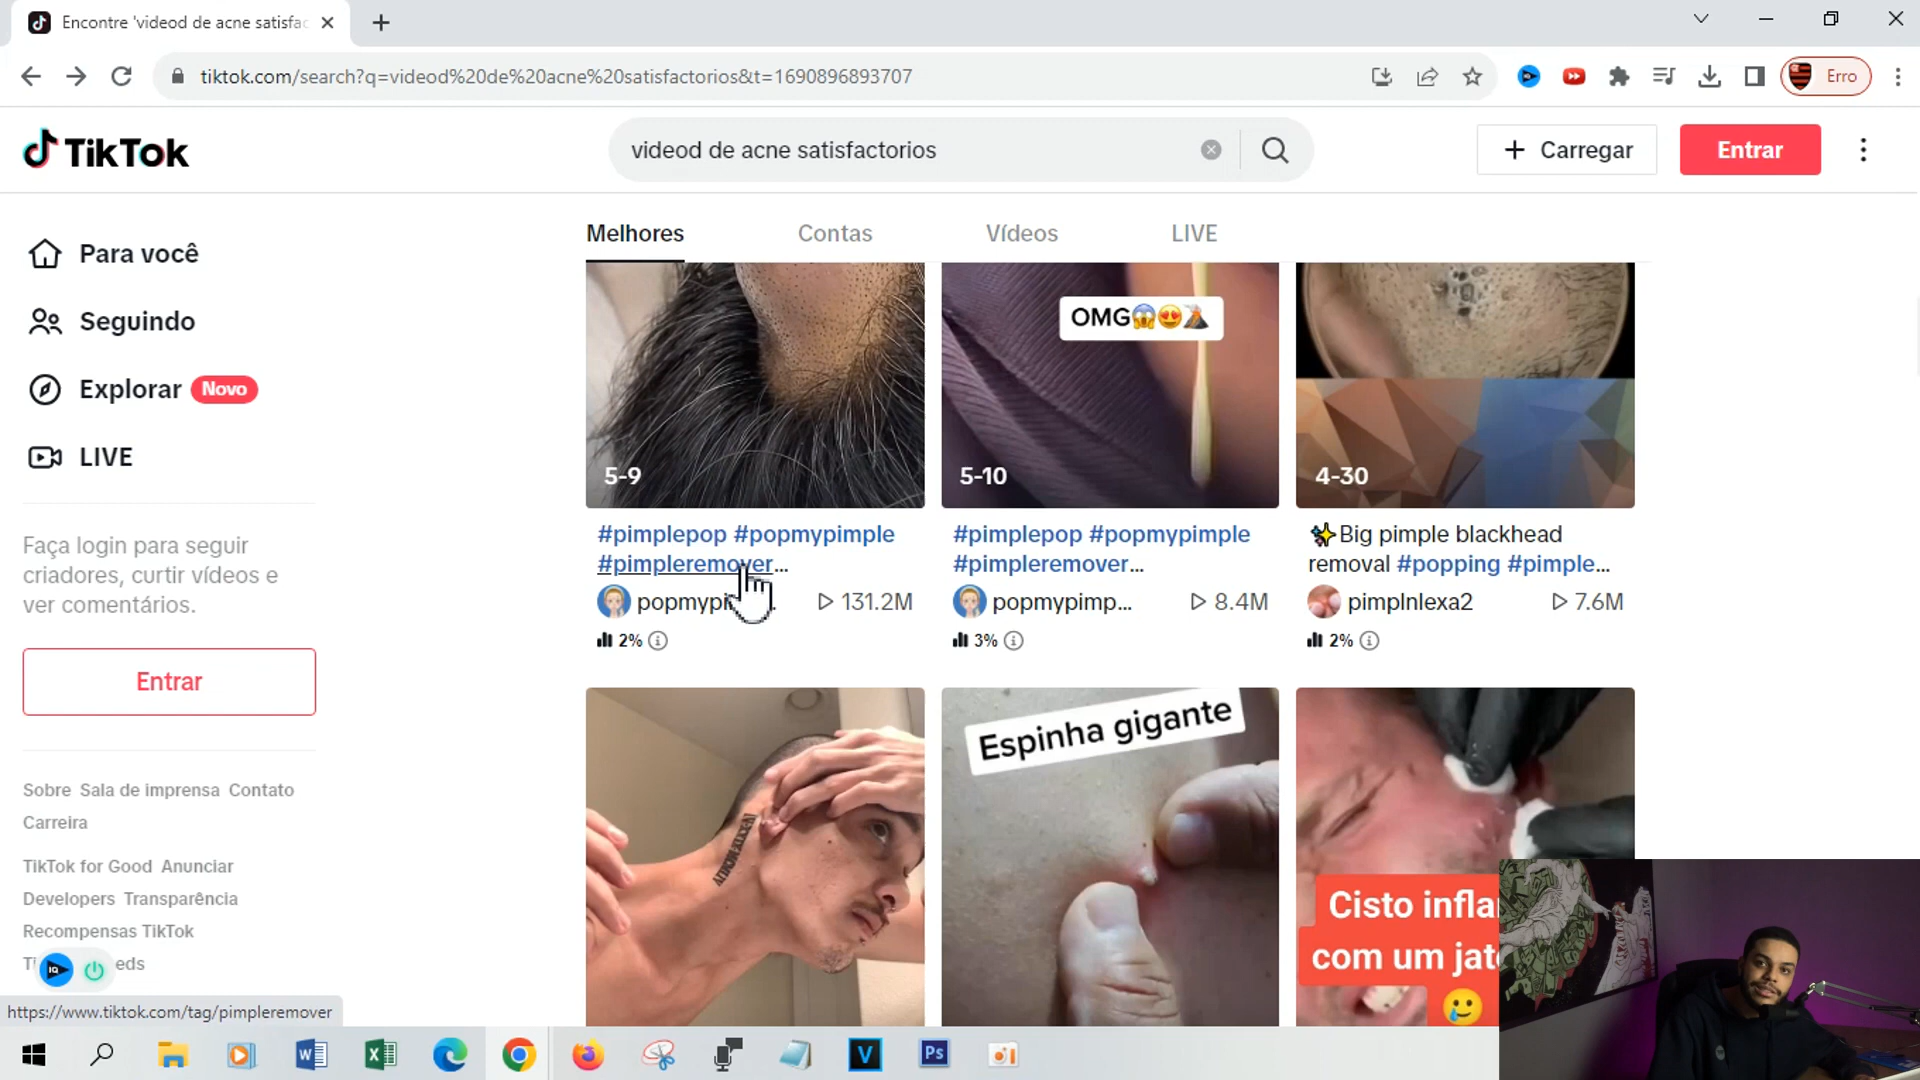 Encontre 'videod de acne satisfac
tiktok.com/search?q=videod%20de%20acne%20satisfactorios&t=1690896893707
Erro
TikTok
videod de acne satisfactorios
Carregar
Entrar
Melhores
Contas
Vídeos
LIVE
Para você
Seguindo
Explorar
Novo
LIVE
Faça login para seguir
criadores, curtir vídeos e
ver comentários.
Entrar
Sobre Sala de imprensa Contato
Carreira
TikTok for Good Anunciar
Developers Transparência
Recompensas TikTok
eds
https://www.tiktok.com/tag/pimpleremover
5-9
#pimplepop #popmypimple
#pimpleremover...
131.2M
2%
OMG😱😍🌋
5-10
#pimplepop #popmypimple
#pimpleremover...
popmypimp...
8.4M
3%
4-30
✨Big pimple blackhead
removal #popping #pimple...
pimplnlexa2
7.6M
2%
Espinha gigante
Cisto infla
com um jat